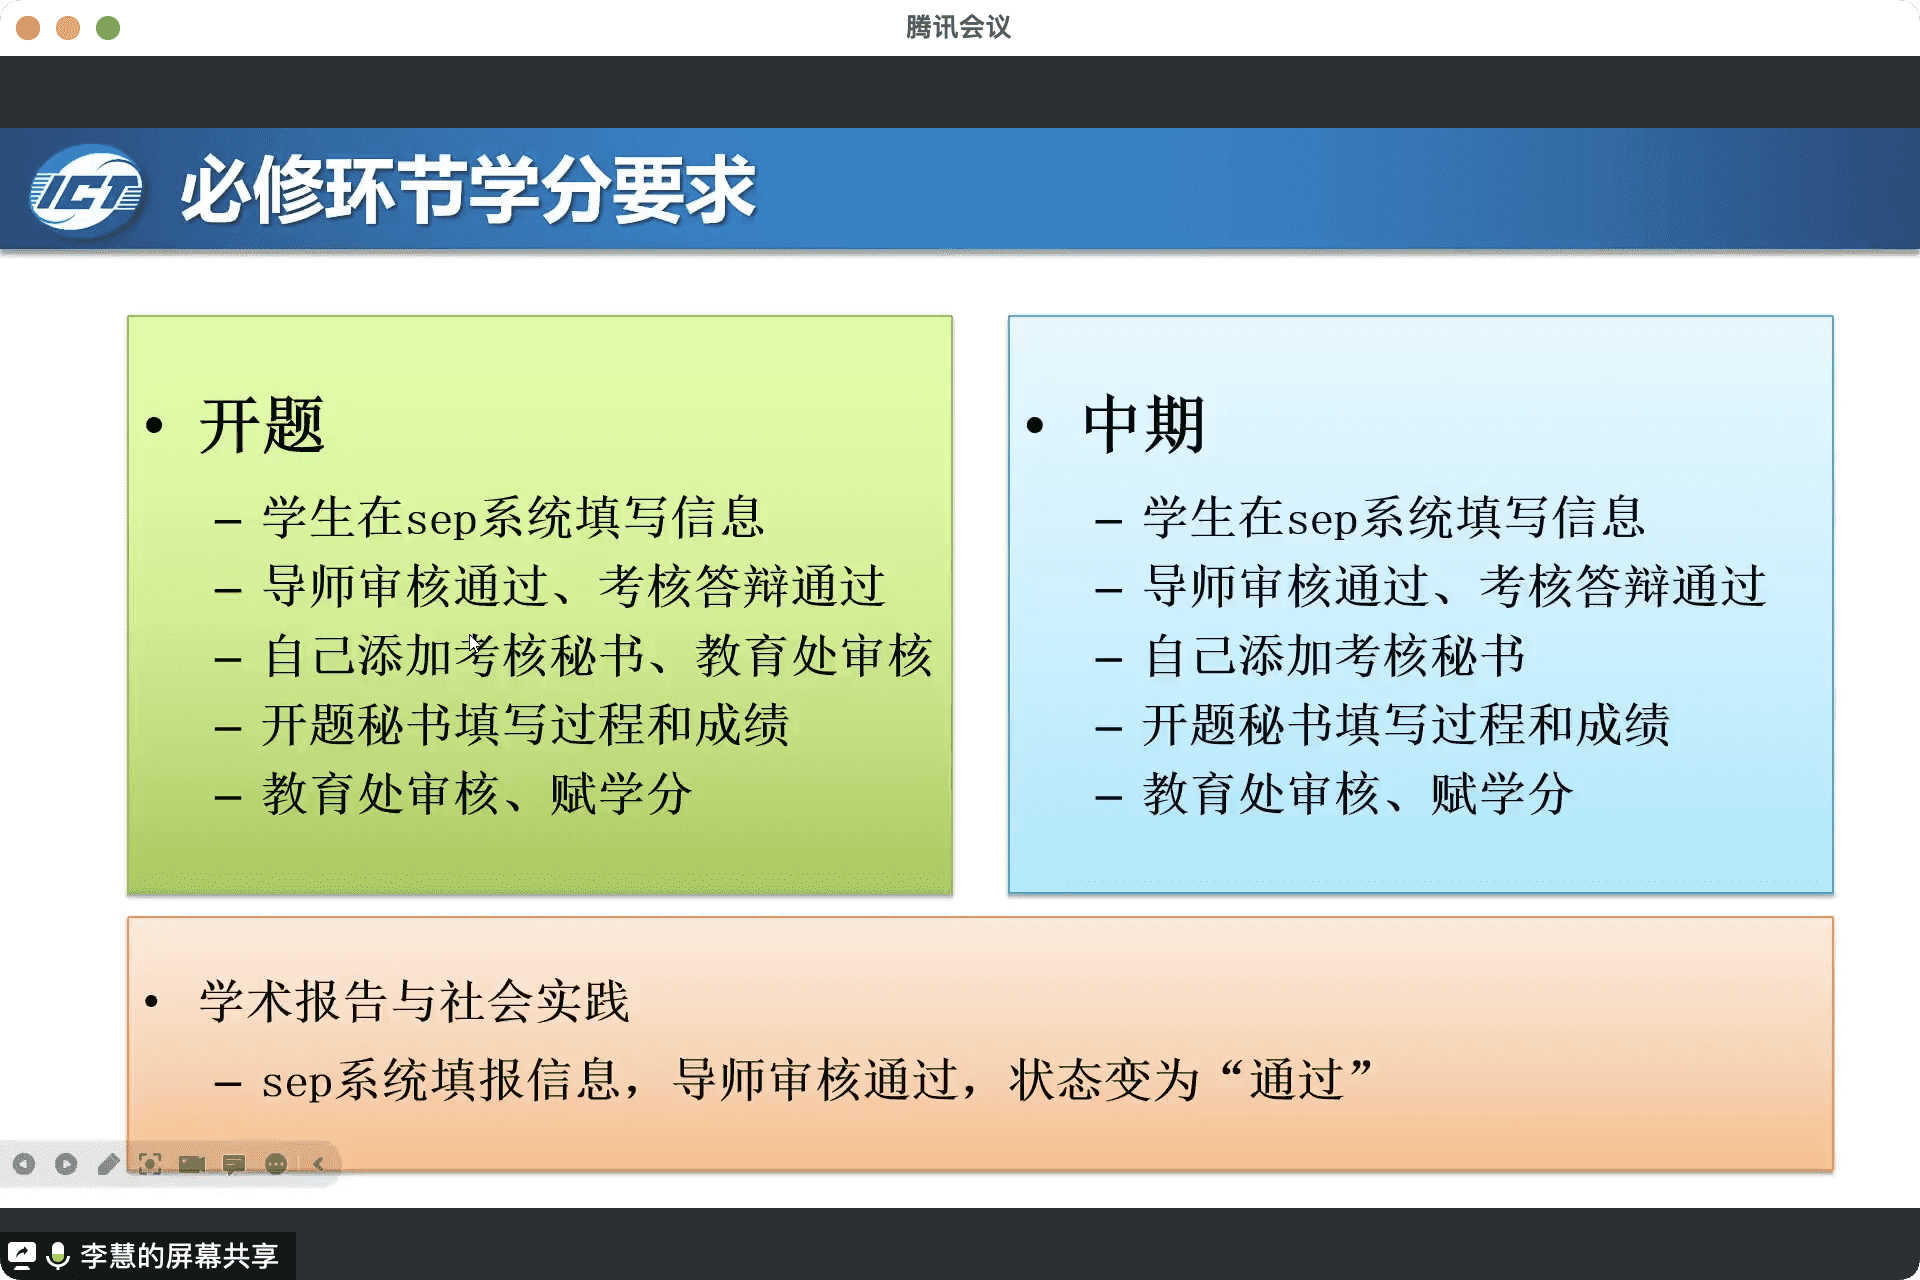 腾讯会议
ICT
必修环节学分要求
• 开题
– 学生在sep系统填写信息
– 导师审核通过、考核答辩通过
– 自己添加考核秘书、教育处审核
– 开题秘书填写过程和成绩
– 教育处审核、赋学分
• 中期
– 学生在sep系统填写信息
– 导师审核通过、考核答辩通过
– 自己添加考核秘书
– 开题秘书填写过程和成绩
– 教育处审核、赋学分
• 学术报告与社会实践
– sep系统填报信息，导师审核通过，状态变为“通过”
李慧的屏幕共享